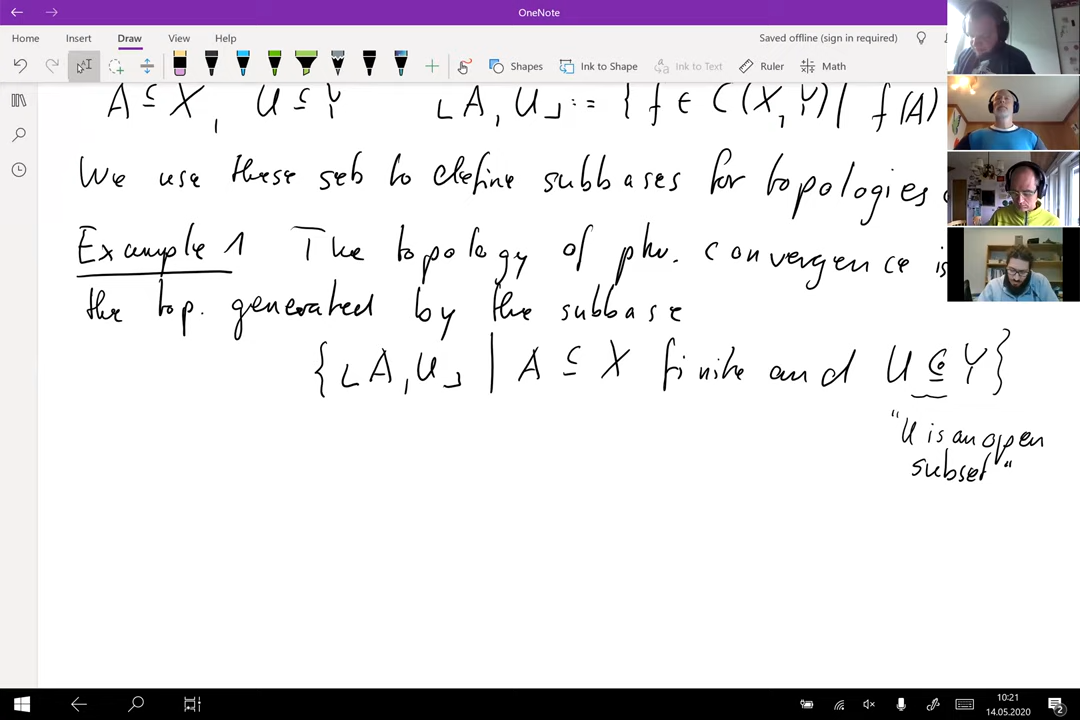 OneNote
Home Insert Draw View Help Saved offline (sign in required)
Shapes Ink to Shape Ink to Text Ruler Math
A ⊆ X, U ⊆ Y ⌊A, U⌋ := { f ∈ C(X, Y) | f(A)
We use these sets to define subbases for topologies
Example 1 The topology of ptw. convergence is
the top. generated by the subbase
{⌊A, U⌋ | A ⊆ X finite and U ⊆ Y}
"U is an open
subset"
10:21
14.05.2020
2